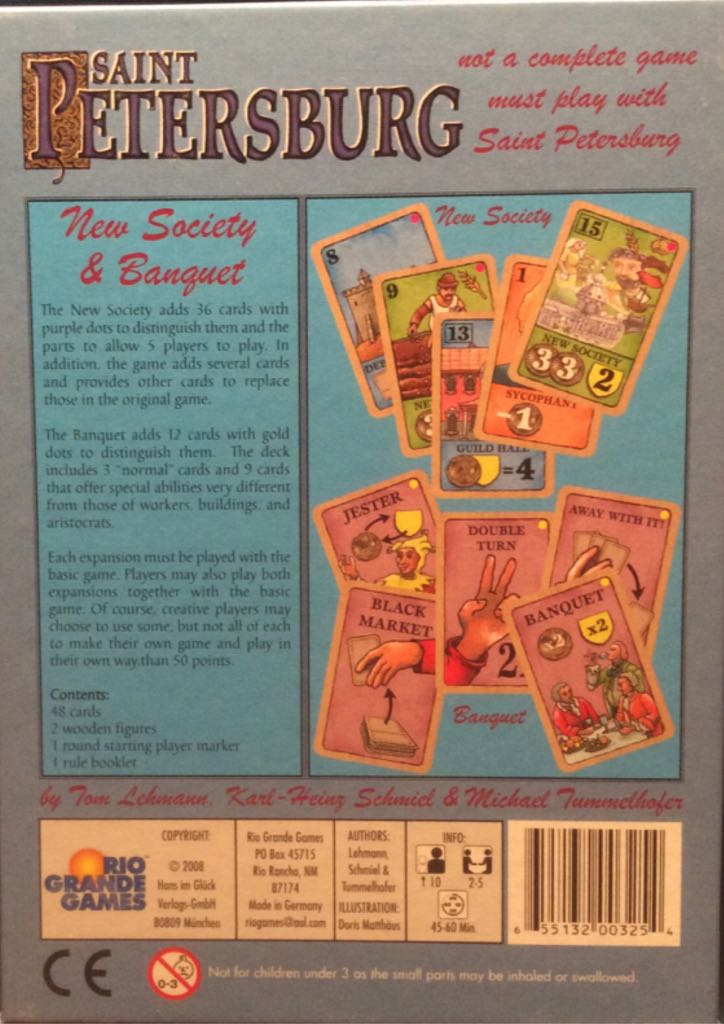 SAINT
PETERSBURG
not a complete game
must play with
Saint Petersburg
New Society
& Banquet
The New Society adds 36 cards with
purple dots to distinguish them and the
parts to allow 5 players to play. In
addition, the game adds several cards
and provides other cards to replace
those in the original game.
The Banquet adds 12 cards with gold
dots to distinguish them. The deck
includes 3 "normal" cards and 9 cards
that offer special abilities very different
from those of workers, buildings, and
aristocrats.
Each expansion must be played with the
basic game. Players may also play both
expansions together with the basic
game. Of course, creative players may
choose to use some, but not all of each
to make their own game and play in
their own way.than 50 points.
Contents:
48 cards
2 wooden figures
1 round starting player marker
1 rule booklet
New Society
8
9
13
1
15
NEW SOCIETY
33 2
SYCOPHANT
-1
GUILD HALL
=4
JESTER
DOUBLE
TURN
2
AWAY WITH IT!
BLACK
MARKET
BANQUET
x2
x2
Banquet
by Tom Lehmann, Karl-Heinz Schmiel & Michael Tummelhofer
RIO
GRANDE
GAMES
COPYRIGHT:
© 2008
Hans im Glück
Verlags-GmbH
80809 München
Rio Grande Games
PO Box 45715
Rio Rancho, NM
87174
Made in Germany
riogames@aol.com
AUTHORS:
Lehmann,
Schmiel &
Tummelhofer
ILLUSTRATION:
Doris Matthäus
INFO:
↑ 10
2-5
45-60 Min.
6 55132 00325 4
CE
0-3
Not for children under 3 as the small parts may be inhaled or swallowed.